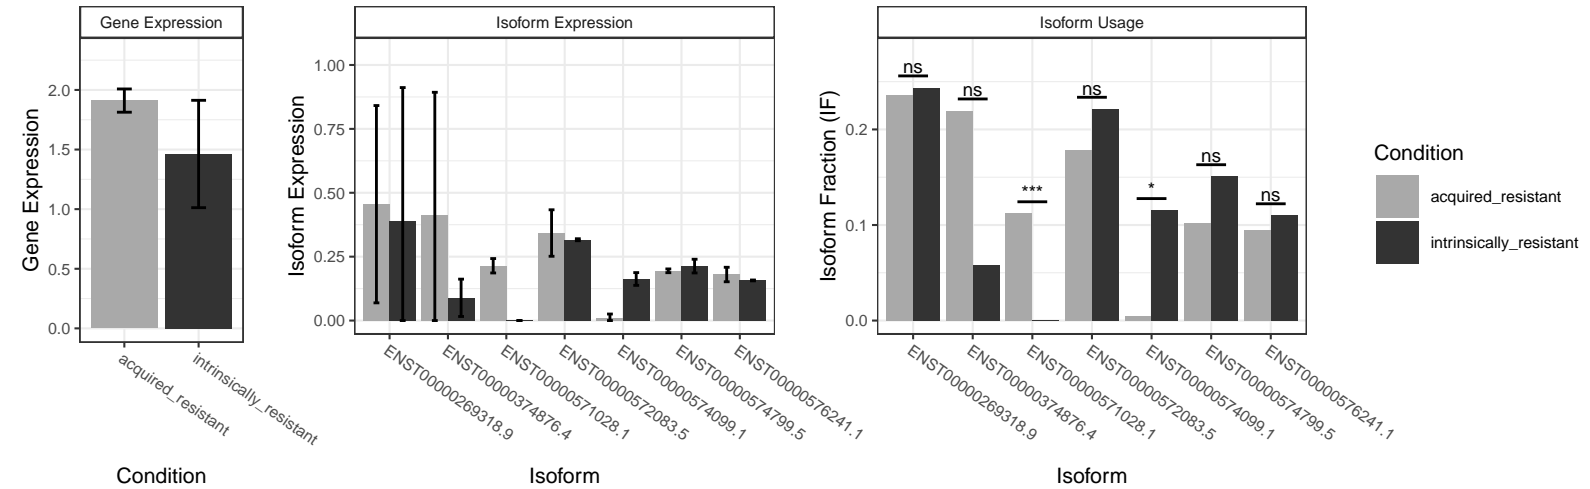 Gene Expression
Isoform Expression
Isoform Usage
Gene Expression
2.0
1.5
1.0
0.5
0.0
acquired_resistant
intrinsically_resistant
Condition
Isoform Expression
1.00
0.75
0.50
0.25
0.00
ENST00000269318.9
ENST00000374876.4
ENST00000571028.1
ENST00000572083.5
ENST00000574099.1
ENST00000574799.5
ENST00000576241.1
Isoform
Isoform Fraction (IF)
0.2
0.1
0.0
ns
ns
***
ns
*
ns
ns
ENST00000269318.9
ENST00000374876.4
ENST00000571028.1
ENST00000572083.5
ENST00000574099.1
ENST00000574799.5
ENST00000576241.1
Isoform
Condition
acquired_resistant
intrinsically_resistant